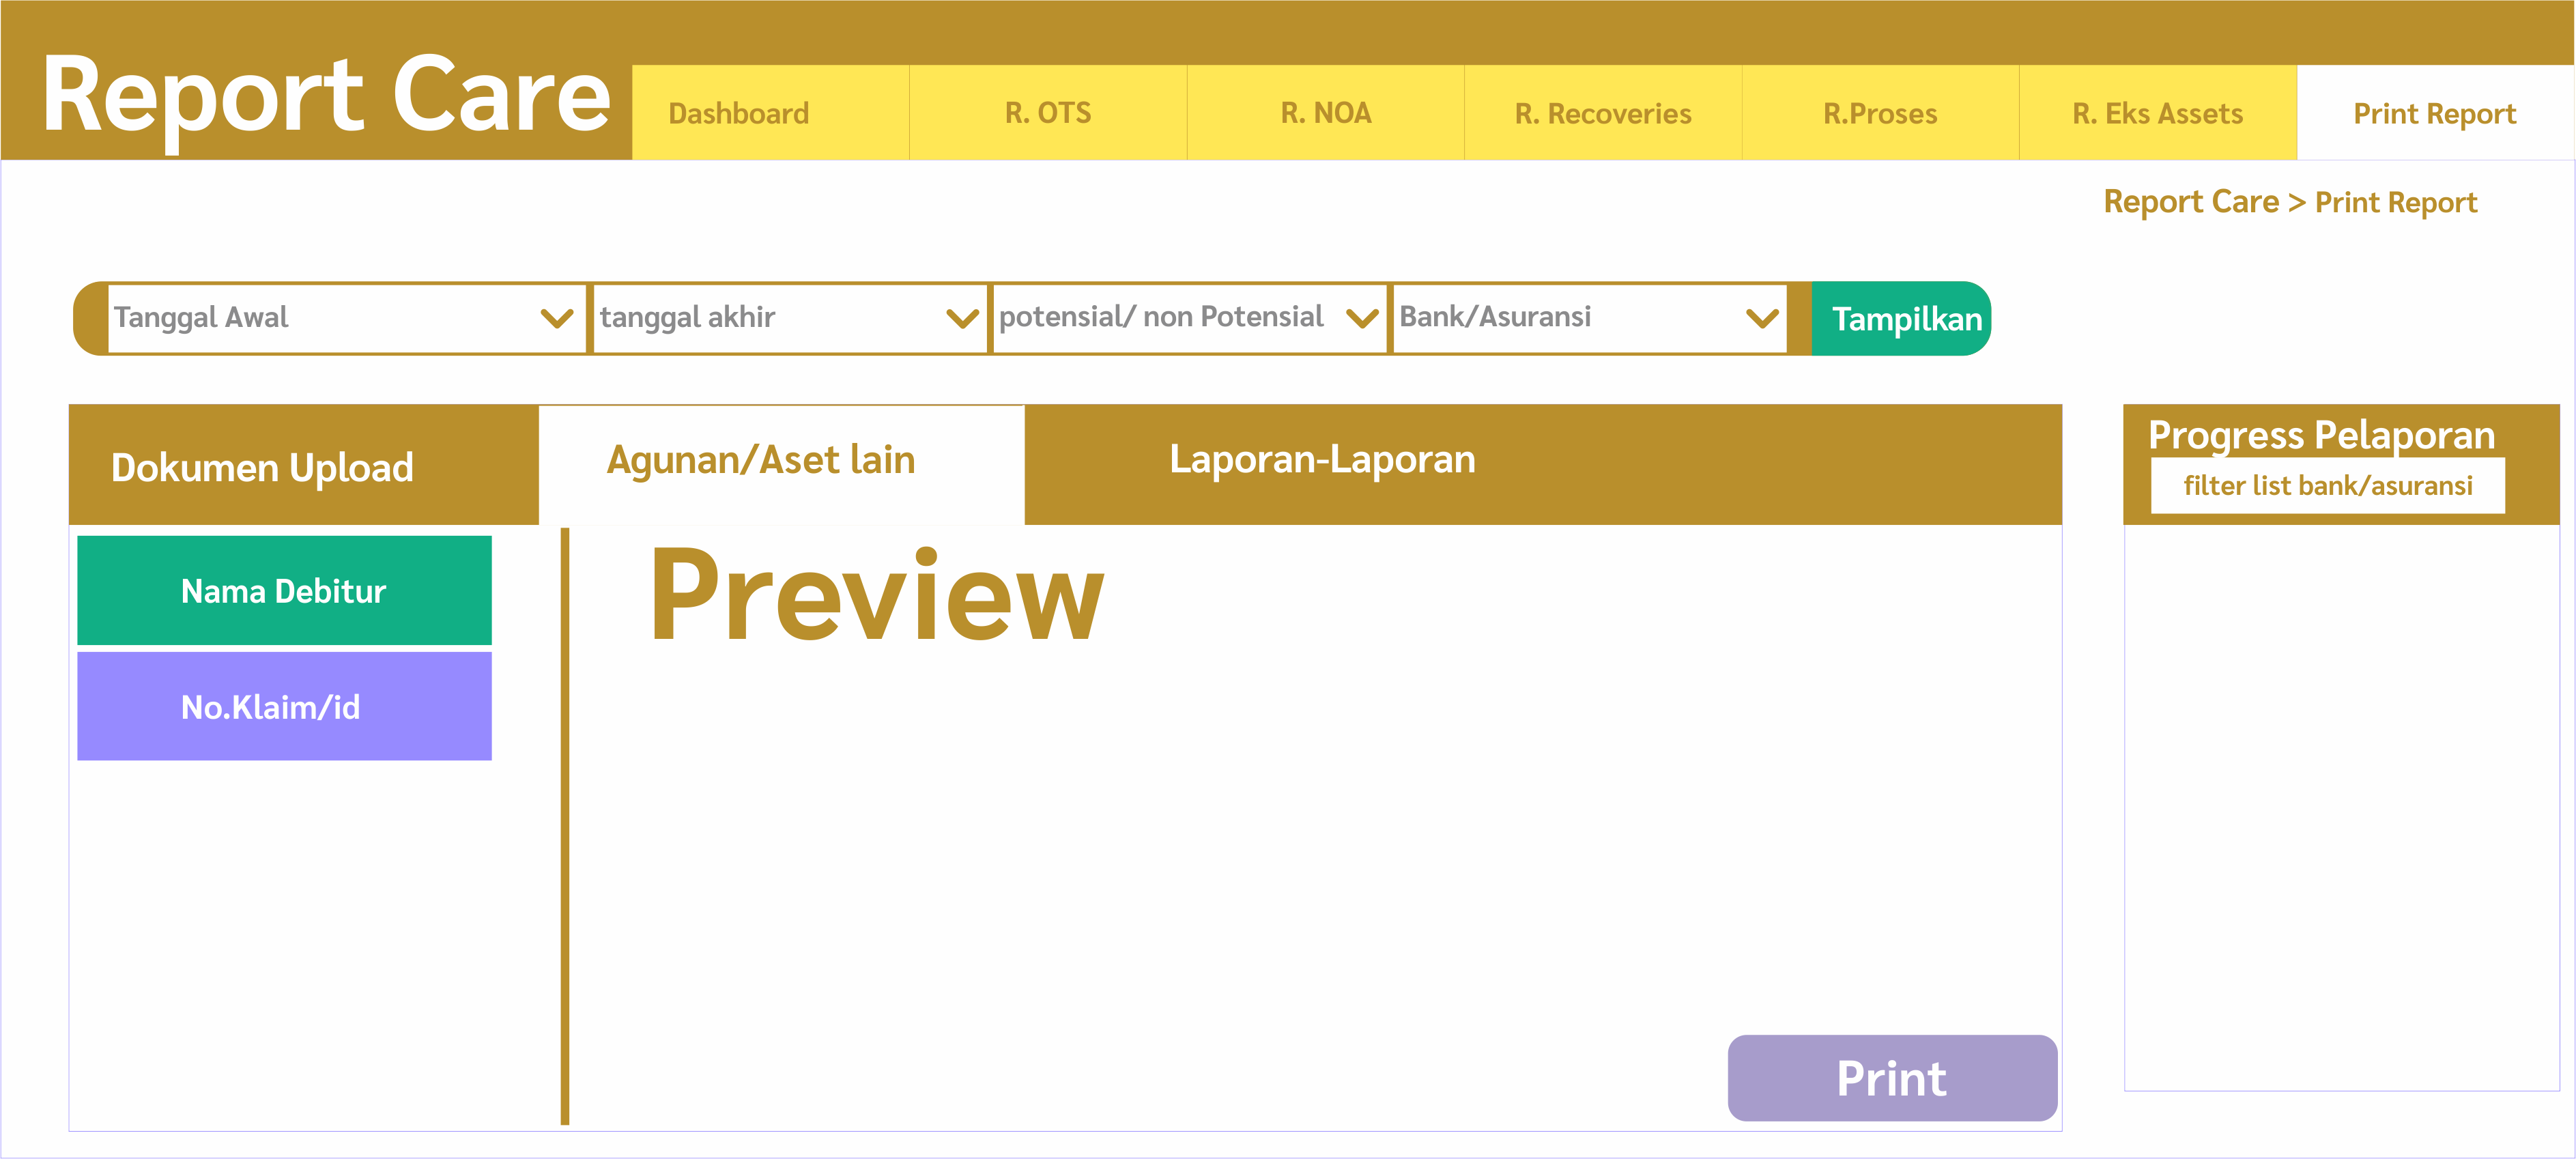 Report Care
Dashboard
R. OTS
R. NOA
R. Recoveries
R.Proses
R. Eks Assets
Print Report
Report Care > Print Report
Tanggal Awal
tanggal akhir
potensial/ non Potensial
Bank/Asuransi
Tampilkan
Dokumen Upload
Agunan/Aset lain
Laporan-Laporan
Progress Pelaporan
filter list bank/asuransi
Nama Debitur
No.Klaim/id
Preview
Print